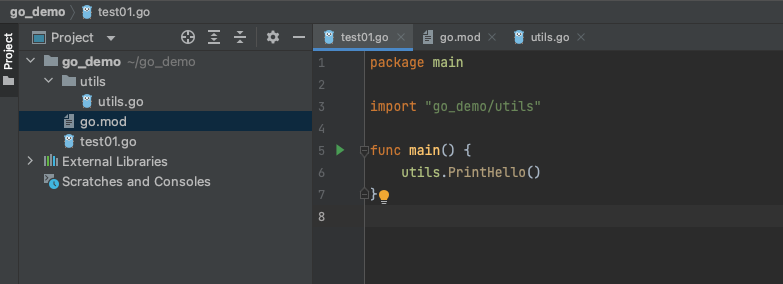 go_demo test01.go
Project
Project
test01.go
go.mod
utils.go
go_demo ~/go_demo
utils
utils.go
go.mod
test01.go
External Libraries
Scratches and Consoles
1 package main
2
3 import "go_demo/utils"
4
5 func main() {
6 utils.PrintHello()
7 }
8